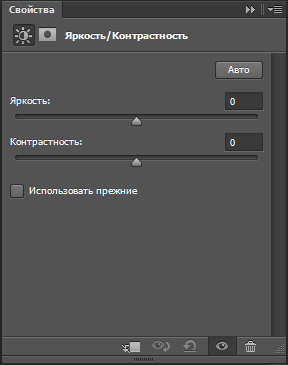 Свойства
Яркость/Контрастность
Авто
Яркость: 0
Контрастность: 0
Использовать прежние